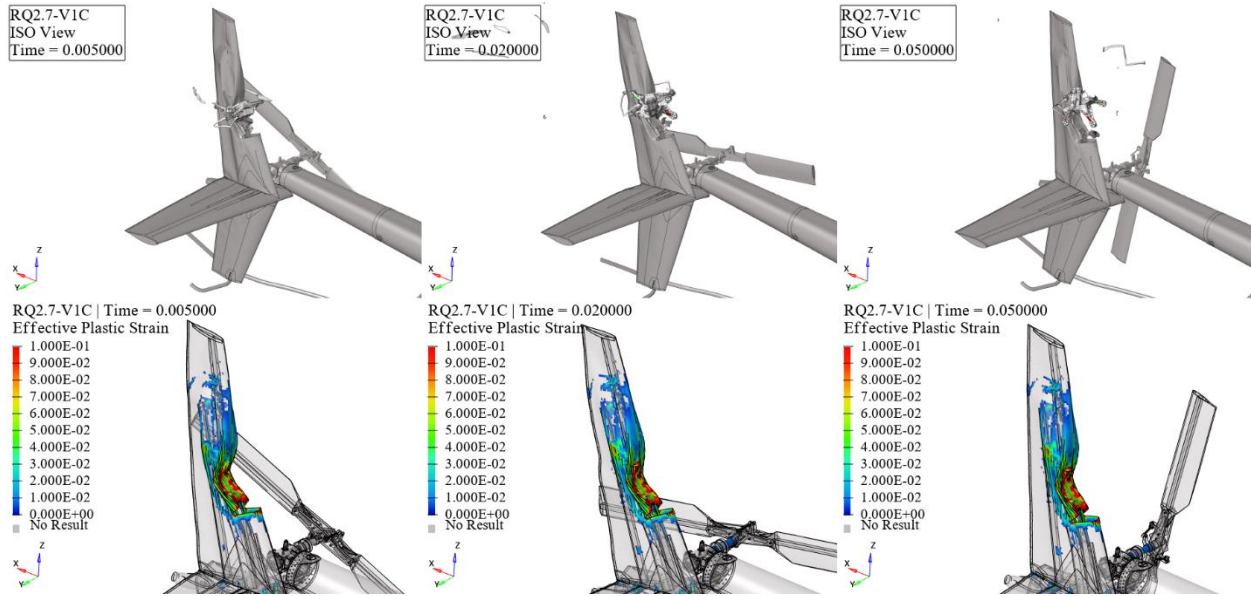 RQ2.7-V1C
ISO View
Time = 0.005000
Z
X
Y
RQ2.7-V1C
ISO View
Time = 0.020000
Z
X
Y
RQ2.7-V1C
ISO View
Time = 0.050000
Z
X
Y
RQ2.7-V1C | Time = 0.005000
Effective Plastic Strain
1.000E-01
9.000E-02
8.000E-02
7.000E-02
6.000E-02
5.000E-02
4.000E-02
3.000E-02
2.000E-02
1.000E-02
0.000E+00
No Result
Z
X
Y
RQ2.7-V1C | Time = 0.020000
Effective Plastic Strain
1.000E-01
9.000E-02
8.000E-02
7.000E-02
6.000E-02
5.000E-02
4.000E-02
3.000E-02
2.000E-02
1.000E-02
0.000E+00
No Result
Z
X
Y
RQ2.7-V1C | Time = 0.050000
Effective Plastic Strain
1.000E-01
9.000E-02
8.000E-02
7.000E-02
6.000E-02
5.000E-02
4.000E-02
3.000E-02
2.000E-02
1.000E-02
0.000E+00
No Result
Z
X
Y